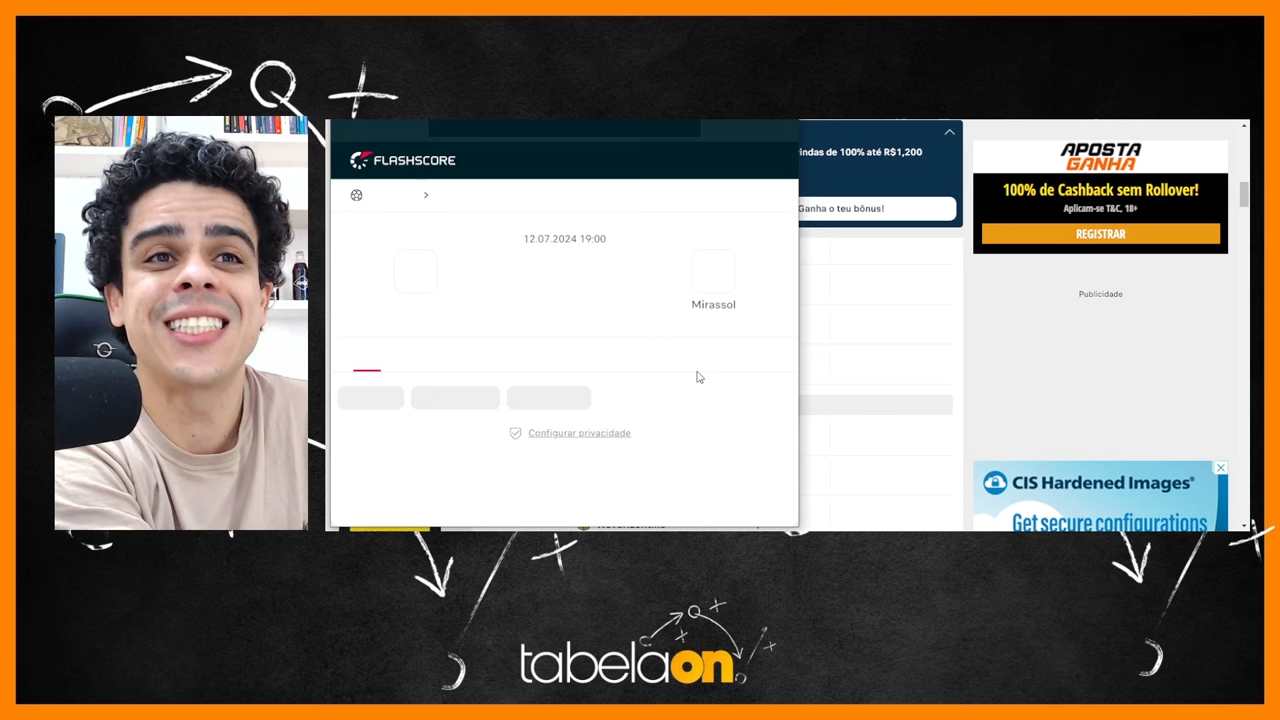 FLASHSCORE
12.07.2024 19:00
Mirassol
Configurar privacidade
indas de 100% até R$1,200
Ganha o teu bônus!
APOSTA
GANHA
100% de Cashback sem Rollover!
Aplicam-se T&C, 18+
REGISTRAR
Publicidade
CIS Hardened Images®
Get secure configurations
tabelaon